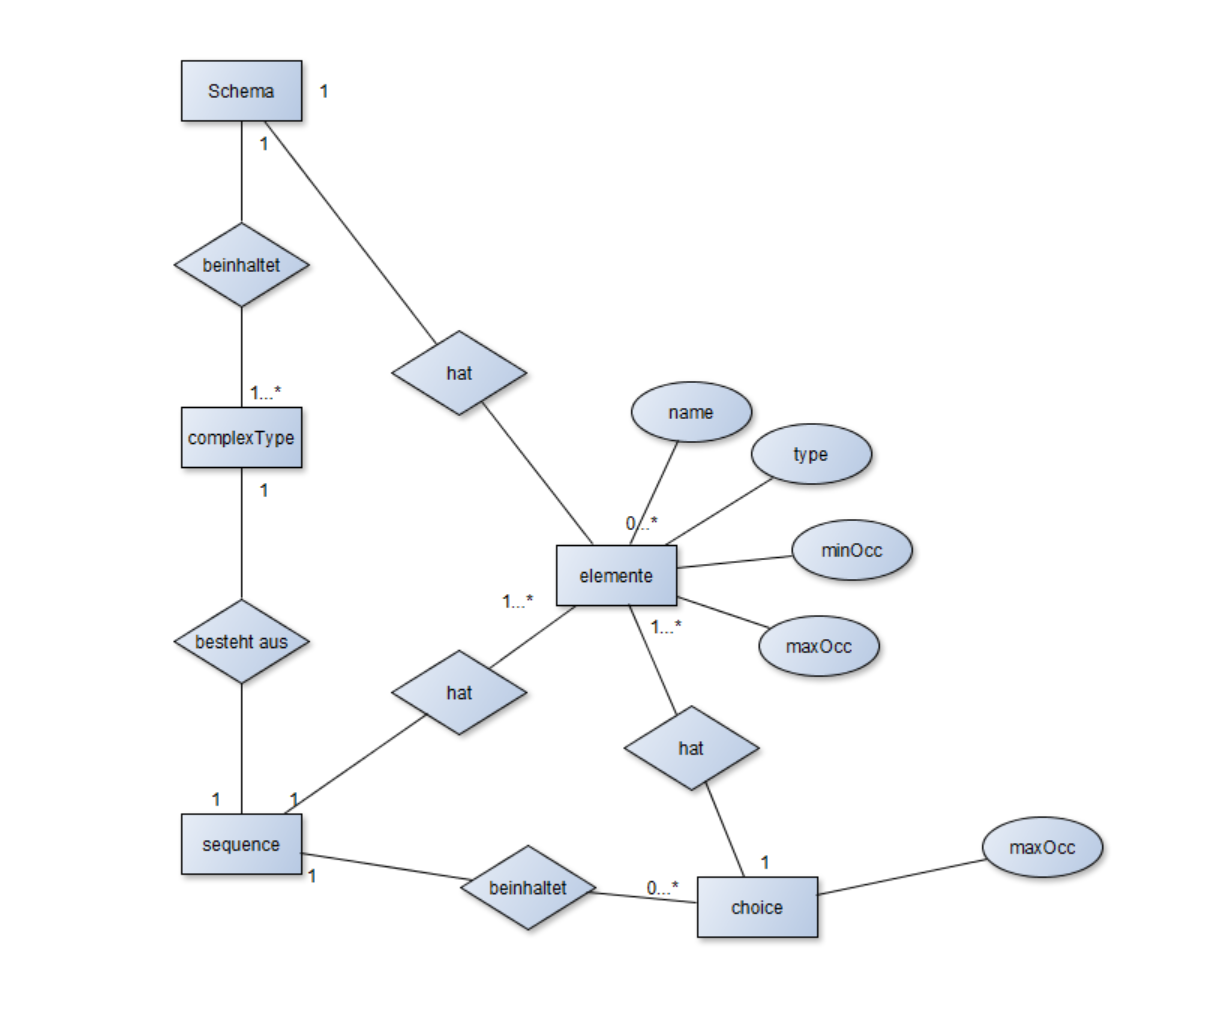 Schema
1
1
beinhaltet
hat
1...*
complexType
1
name
type
0...*
minOcc
elemente
1...*
1...*
maxOcc
besteht aus
hat
hat
1
1
sequence
1
beinhaltet
0...*
1
choice
maxOcc